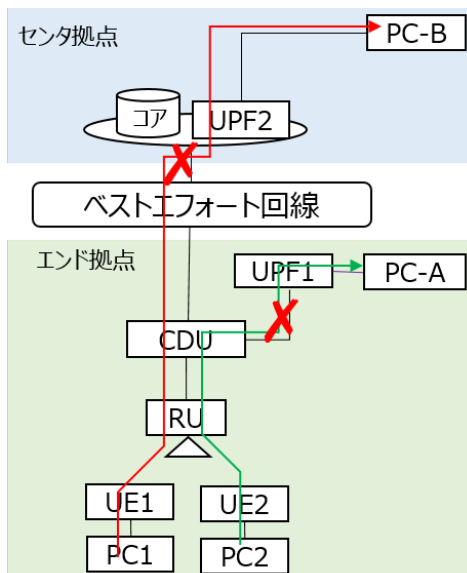 センタ拠点
PC-B
コア
UPF2
ベストエフォート回線
エンド拠点
UPF1
PC-A
CDU
RU
UE1
UE2
PC1
PC2